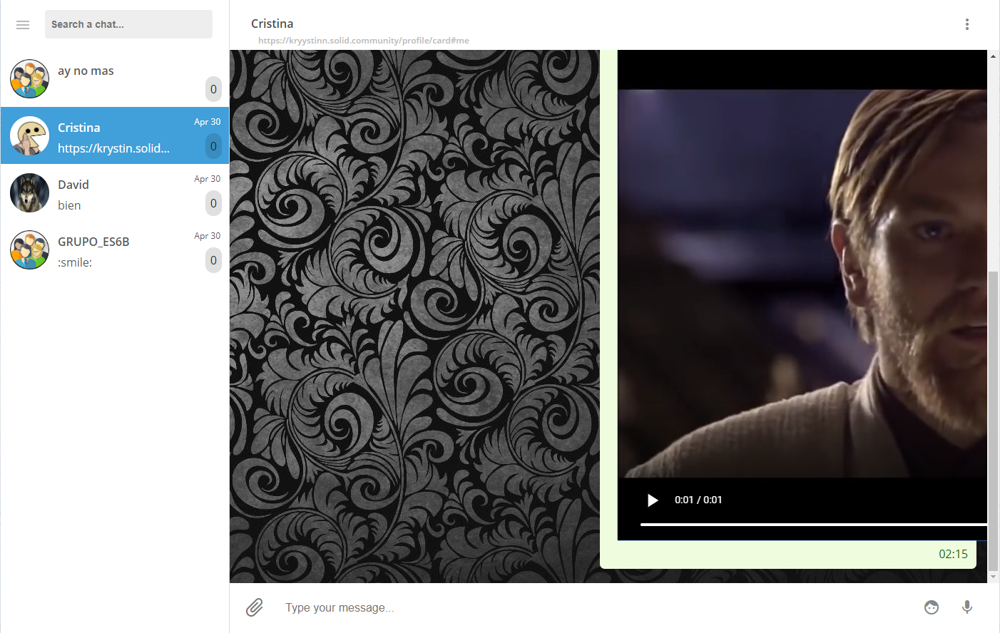 Search a chat...
ay no mas
0
Cristina
Apr 30
https://krystin.solid...
0
David
Apr 30
bien
0
GRUPO_ES6B
Apr 30
:smile:
0
Cristina
https://kryystinn.solid.community/profile/card#me
0:01 / 0:01
02:15
Type your message...